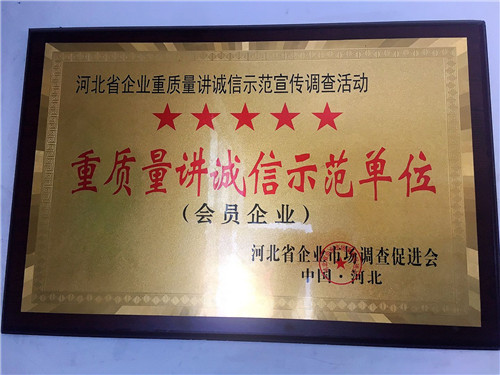 河北省企业重质量讲诚信示范宣传调查活动
★★★★★
重质量讲诚信示范单位
(会员企业)
河北省企业市场调查促进会
中国·河北